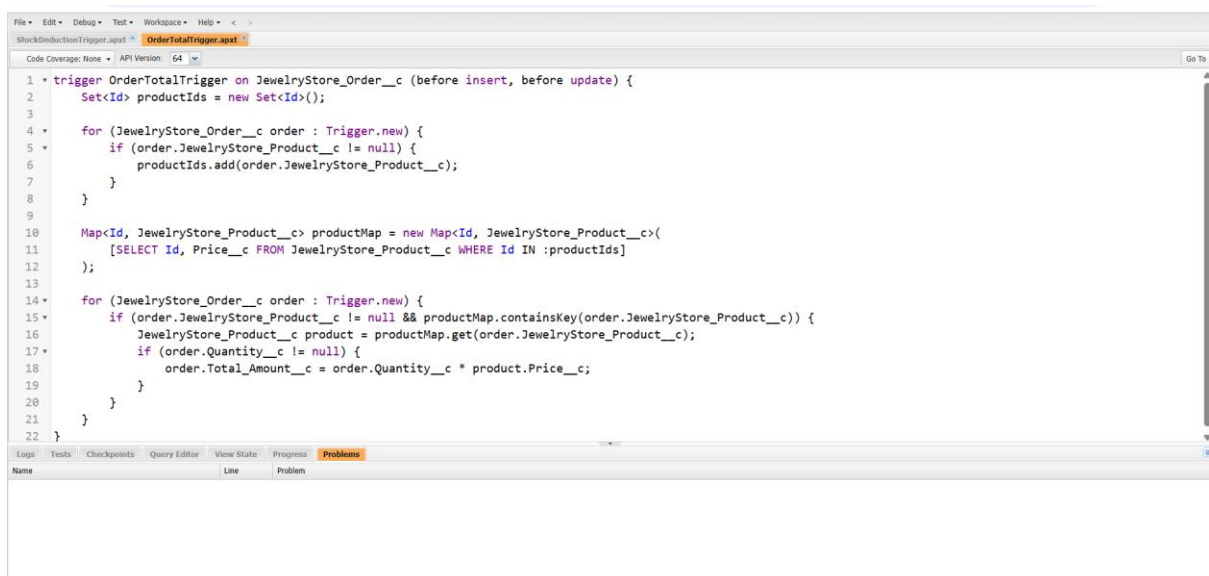 File Edit Debug Test Workspace Help < >
StockDeductionTrigger.apxt OrderTotalTrigger.apxt
Code Coverage: None API Version: 64 Go To
1 trigger OrderTotalTrigger on JewelryStore_Order__c (before insert, before update) {
2 Set<Id> productIds = new Set<Id>();
3
4 for (JewelryStore_Order__c order : Trigger.new) {
5 if (order.JewelryStore_Product__c != null) {
6 productIds.add(order.JewelryStore_Product__c);
7 }
8 }
9
10 Map<Id, JewelryStore_Product__c> productMap = new Map<Id, JewelryStore_Product__c>(
11 [SELECT Id, Price__c FROM JewelryStore_Product__c WHERE Id IN :productIds]
12 );
13
14 for (JewelryStore_Order__c order : Trigger.new) {
15 if (order.JewelryStore_Product__c != null && productMap.containsKey(order.JewelryStore_Product__c)) {
16 JewelryStore_Product__c product = productMap.get(order.JewelryStore_Product__c);
17 if (order.Quantity__c != null) {
18 order.Total_Amount__c = order.Quantity__c * product.Price__c;
19 }
20 }
21 }
22 }
Logs Tests Checkpoints Query Editor View State Progress Problems
Name Line Problem